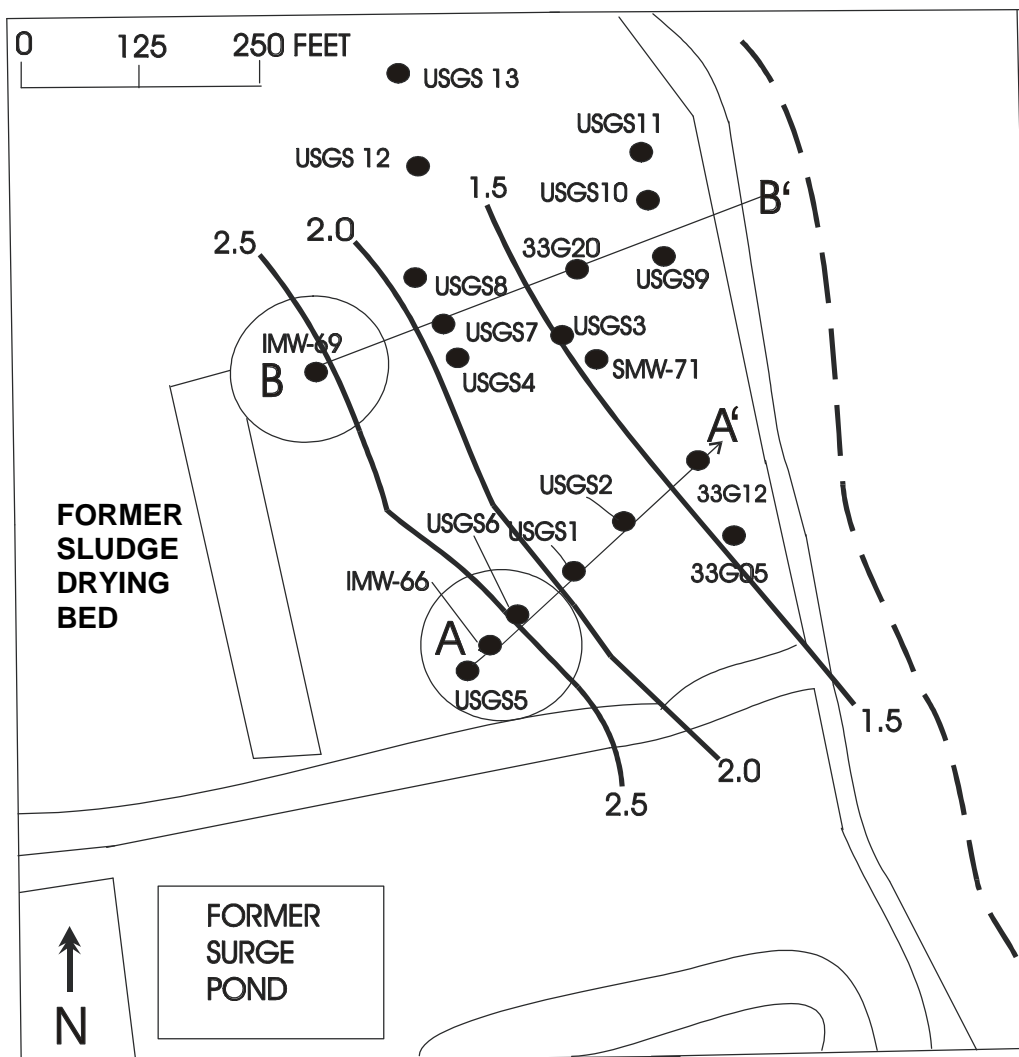 0 125 250 FEET
USGS 13
USGS11
USGS 12
USGS10
1.5
B'
2.0
2.5
33G20
USGS9
USGS8
USGS7
USGS3
IMW-69
B
USGS4
SMW-71
A'
USGS2
33G12
FORMER
SLUDGE
DRYING
BED
USGS6
USGS1
IMW-66
33G05
A
USGS5
1.5
2.0
2.5
FORMER
SURGE
POND
N